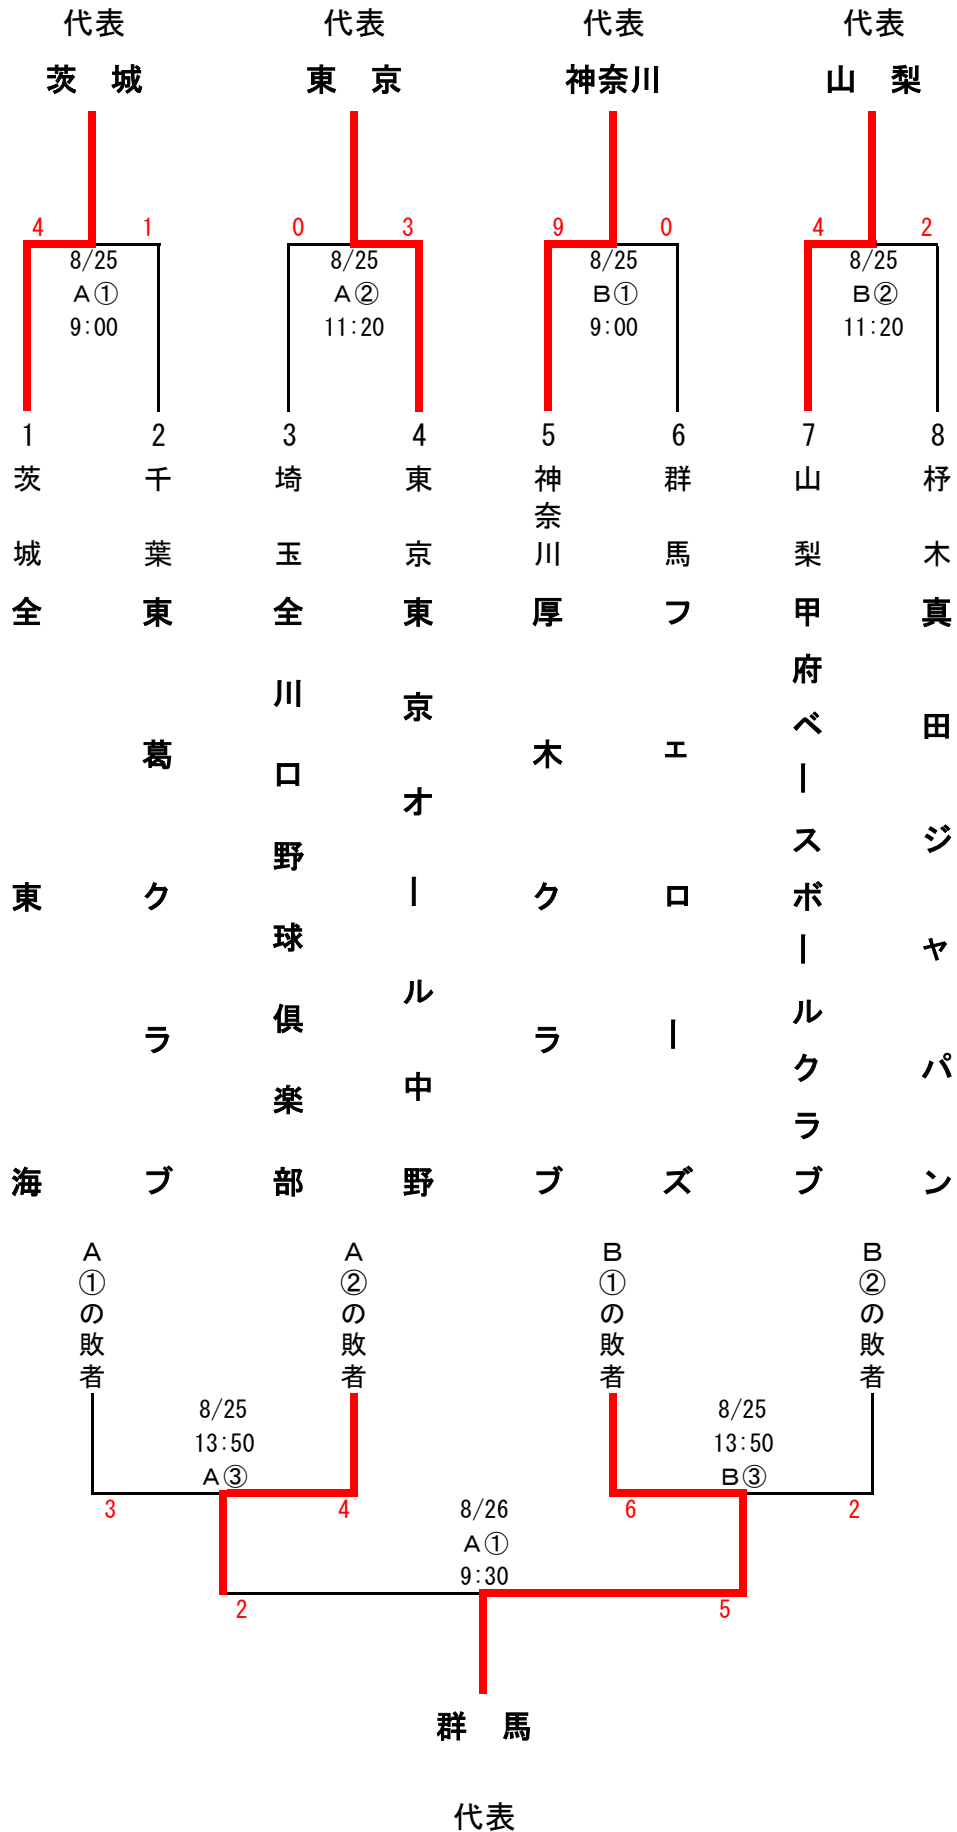 代表 代表 代表 代表
茨 城 東 京 神奈川 山 梨
4 1 0 3 9 0 4 2
8/25 8/25 8/25 8/25
A① A② B① B②
9:00 11:20 9:00 11:20
1 2 3 4 5 6 7 8
茨城
千葉
埼玉
東京
神奈川
群馬
山梨
杼木
全東海
東葛クラブ
全川口野球倶楽部
東京オール中野
厚木クラブ
フェローズ
甲府ベースボールクラブ
真田ジャパン
A①の敗者
A②の敗者
B①の敗者
B②の敗者
8/25 8/25
13:50 13:50
A③ B③
3 4 6 2
8/26
A①
9:30
2 5
群 馬
代表